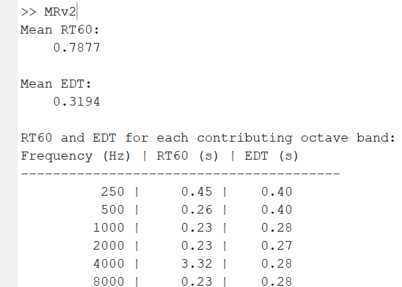 >> MRv2
Mean RT60:
0.7877
Mean EDT:
0.3194
RT60 and EDT for each contributing octave band:
Frequency (Hz) | RT60 (s) | EDT (s)
----------------------------------------
250 | 0.45 | 0.40
500 | 0.26 | 0.40
1000 | 0.23 | 0.28
2000 | 0.23 | 0.27
4000 | 3.32 | 0.28
8000 | 0.23 | 0.28